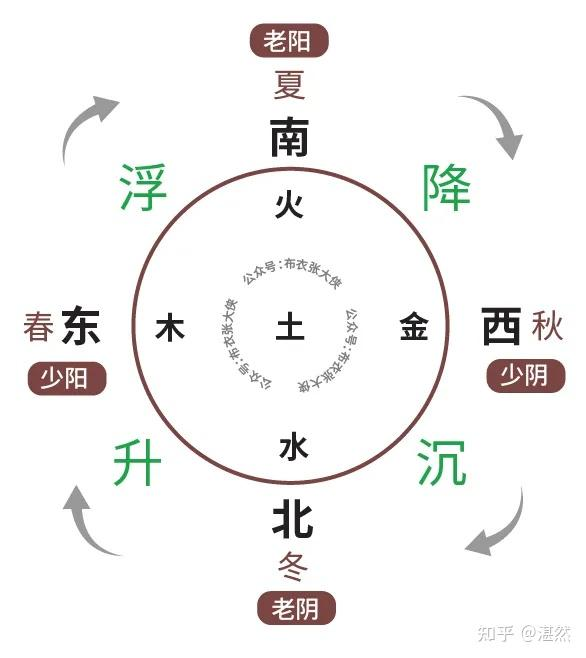 老阳
夏
南
浮
降
火
公众号:布衣张大侠
春
东
木
土
金
西
秋
公众号:布衣张大侠
公众号:布衣张大侠
少阳
少阴
升
水
沉
北
冬
老阴
知乎 @湛然